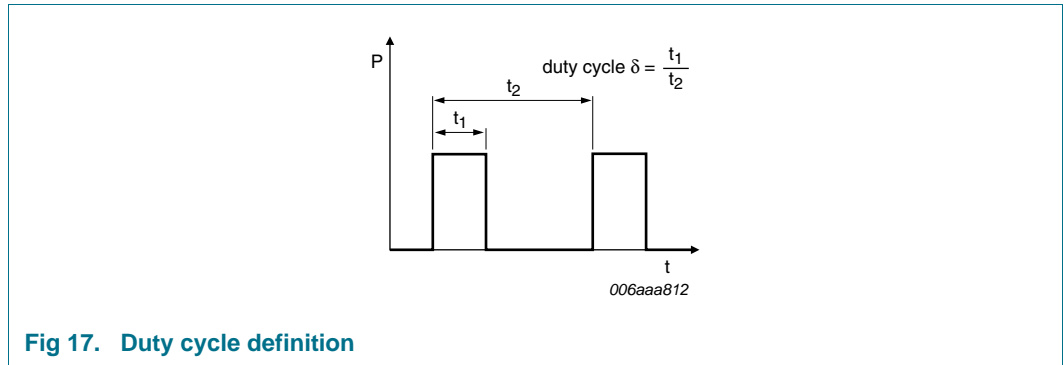 P
duty cycle δ = t1/t2
t2
t1
t
006aaa812
Fig 17. Duty cycle definition